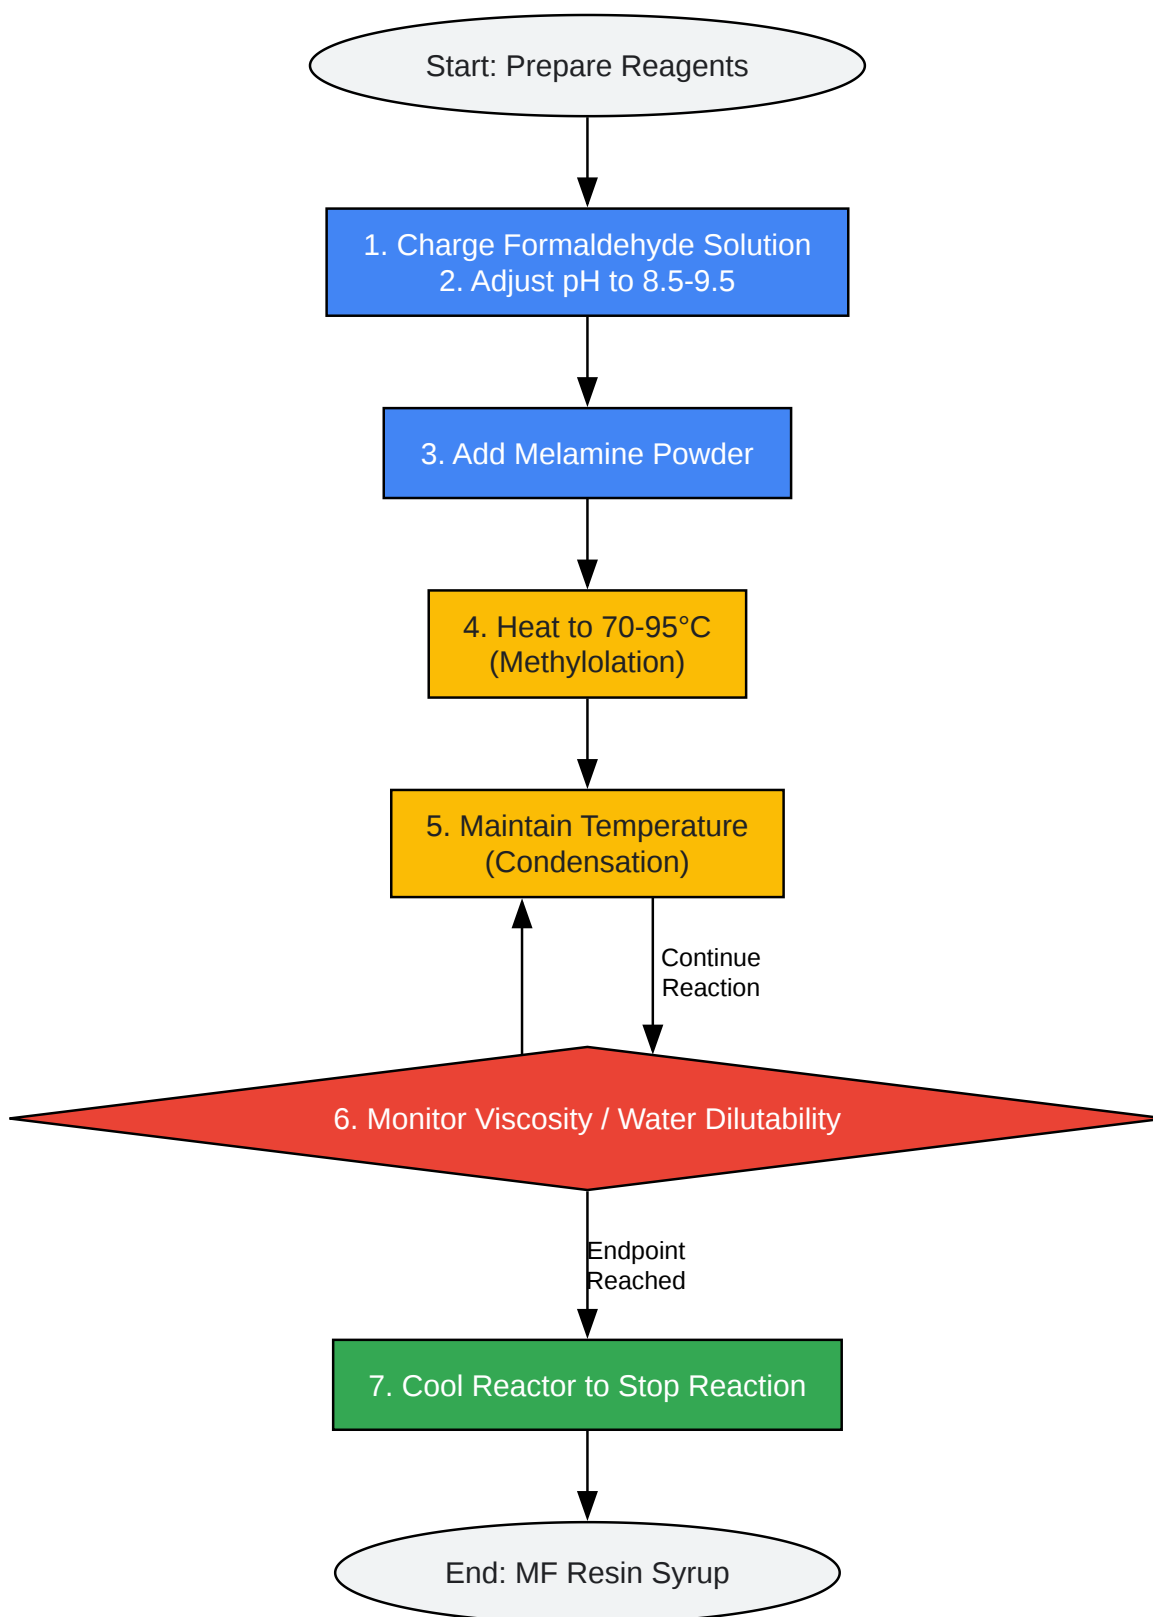 Start: Prepare Reagents
1. Charge Formaldehyde Solution
2. Adjust pH to 8.5-9.5
3. Add Melamine Powder
4. Heat to 70-95°C
(Methylolation)
5. Maintain Temperature
(Condensation)
Continue
Reaction
6. Monitor Viscosity / Water Dilutability
Endpoint
Reached
7. Cool Reactor to Stop Reaction
End: MF Resin Syrup